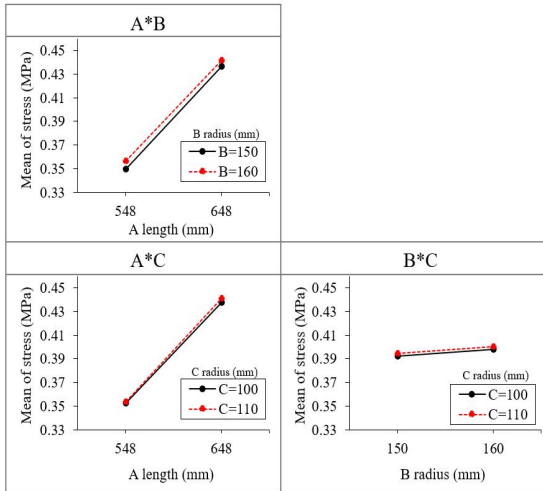 A*B
Mean of stress (MPa)
0.45
0.43
0.41
0.39
0.37
0.35
0.33
B radius (mm)
B=150
B=160
548 648
A length (mm)
A*C
Mean of stress (MPa)
0.45
0.43
0.41
0.39
0.37
0.35
0.33
C radius (mm)
C=100
C=110
548 648
A length (mm)
B*C
Mean of stress (MPa)
0.45
0.43
0.41
0.39
0.37
0.35
0.33
C radius (mm)
C=100
C=110
150 160
B radius (mm)